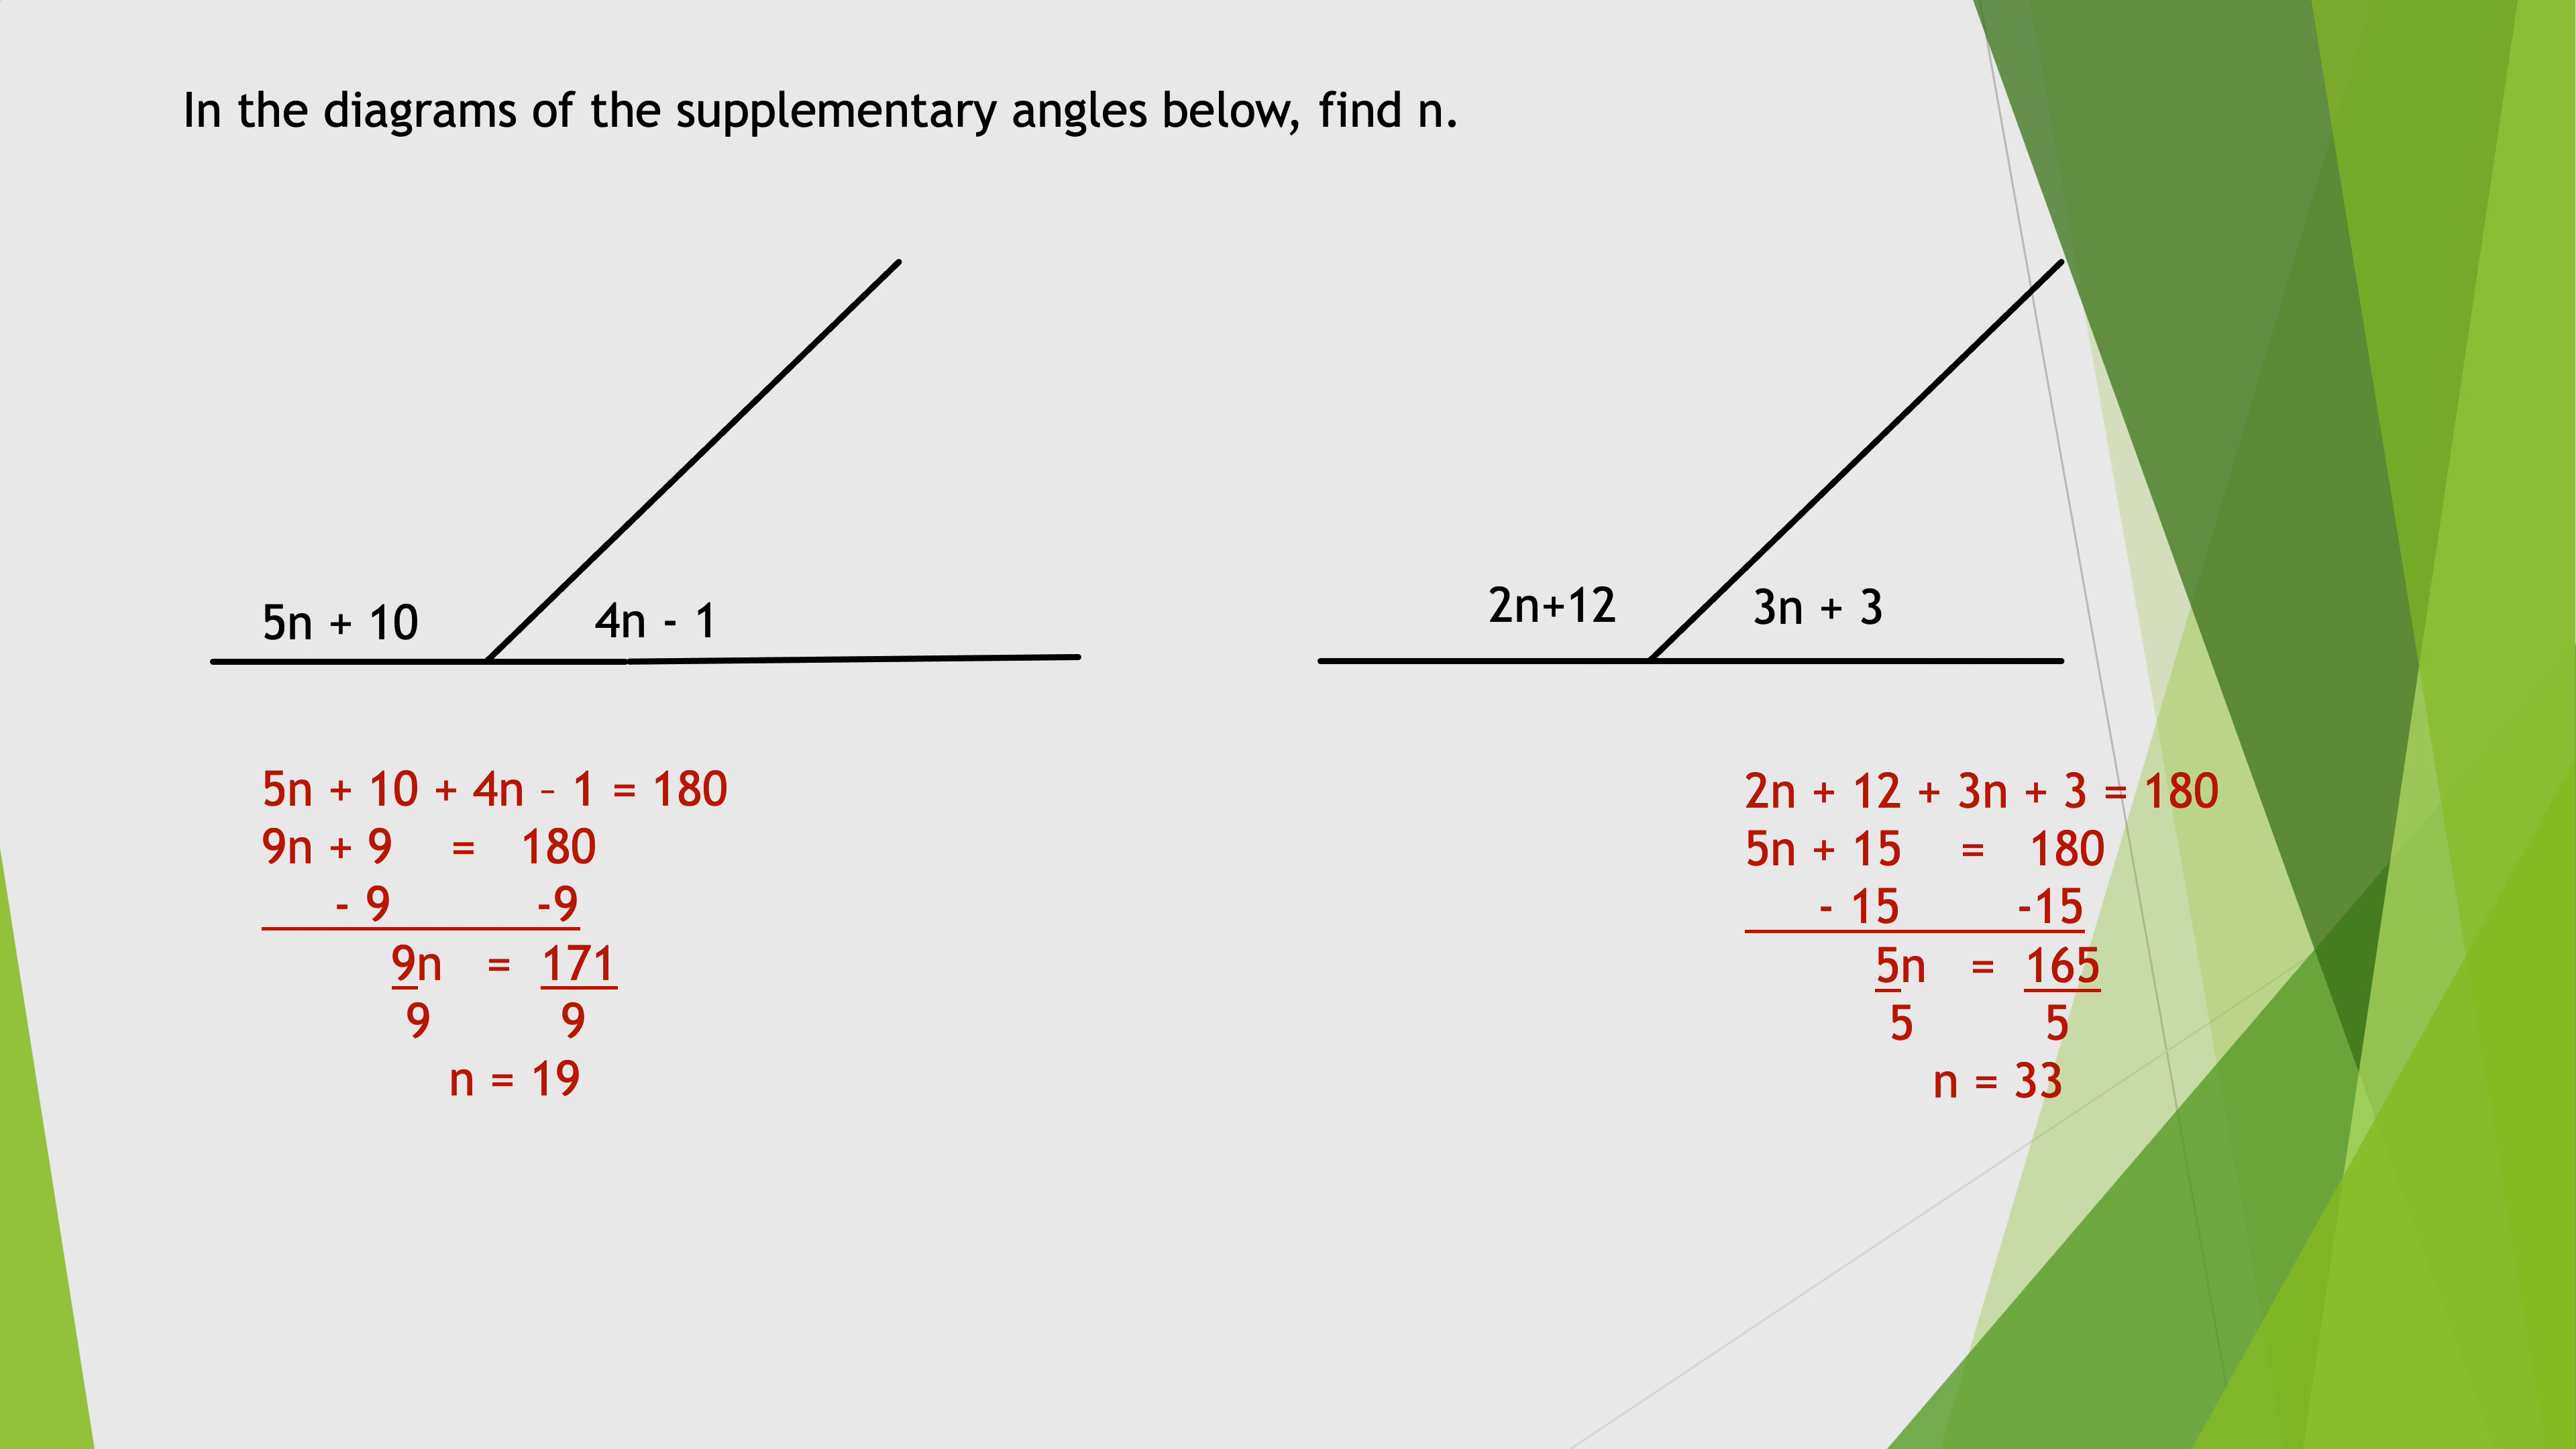 In the diagrams of the supplementary angles below, find n.
5n + 10
4n - 1
2n+12
3n + 3
5n + 10 + 4n – 1 = 180
9n + 9 = 180
- 9 -9
9n = 171
9 9
n = 19
2n + 12 + 3n + 3 = 180
5n + 15 = 180
- 15 -15
5n = 165
5 5
n = 33